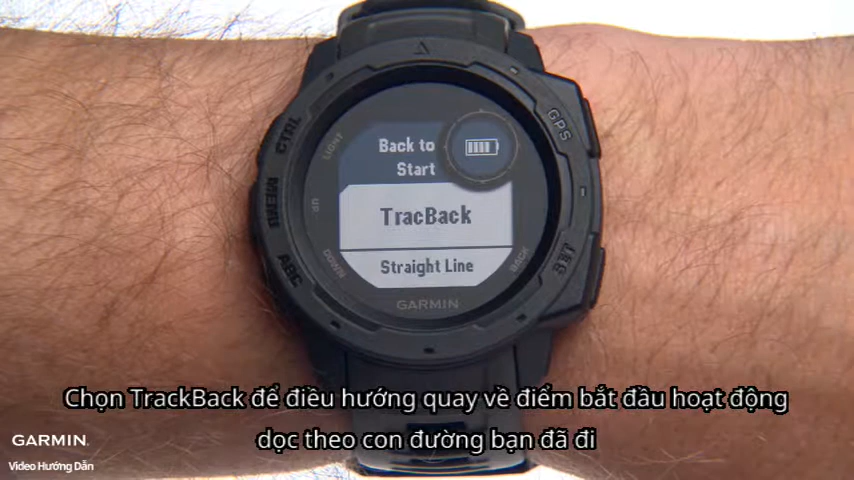 CTRL
GPS
LIGHT
Back to
Start
MENU
UP
TracBack
DOWN
Straight Line
BACK
ABC
SET
GARMIN
Chọn TrackBack để điều hướng quay về điểm bắt đầu hoạt động
dọc theo con đường bạn đã đi
GARMIN.
Video Hướng Dẫn